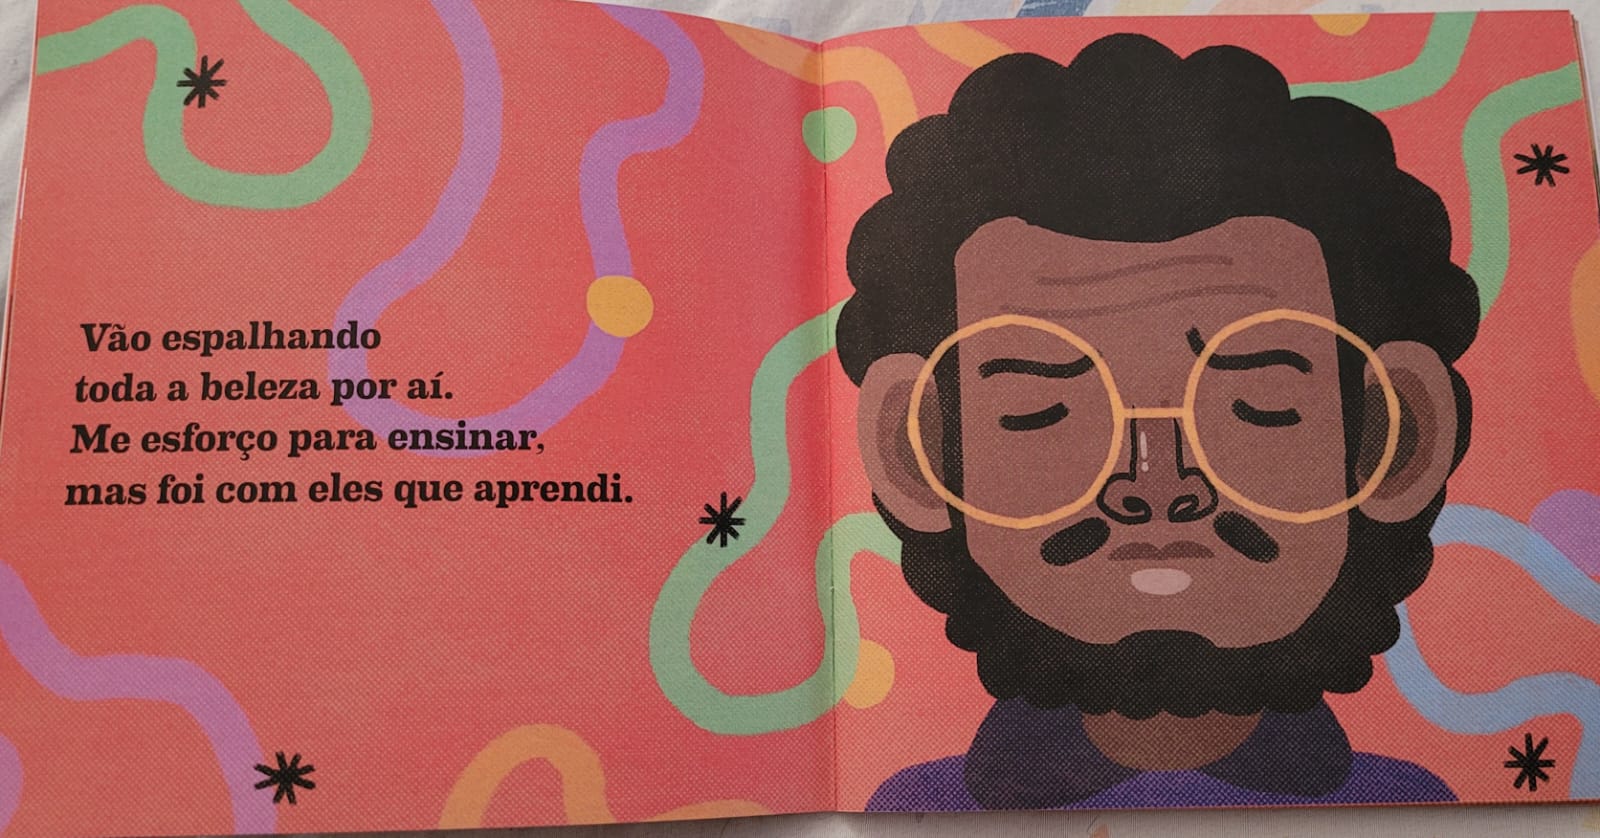 Vão espalhando
toda a beleza por aí.
Me esforço para ensinar,
mas foi com eles que aprendi.